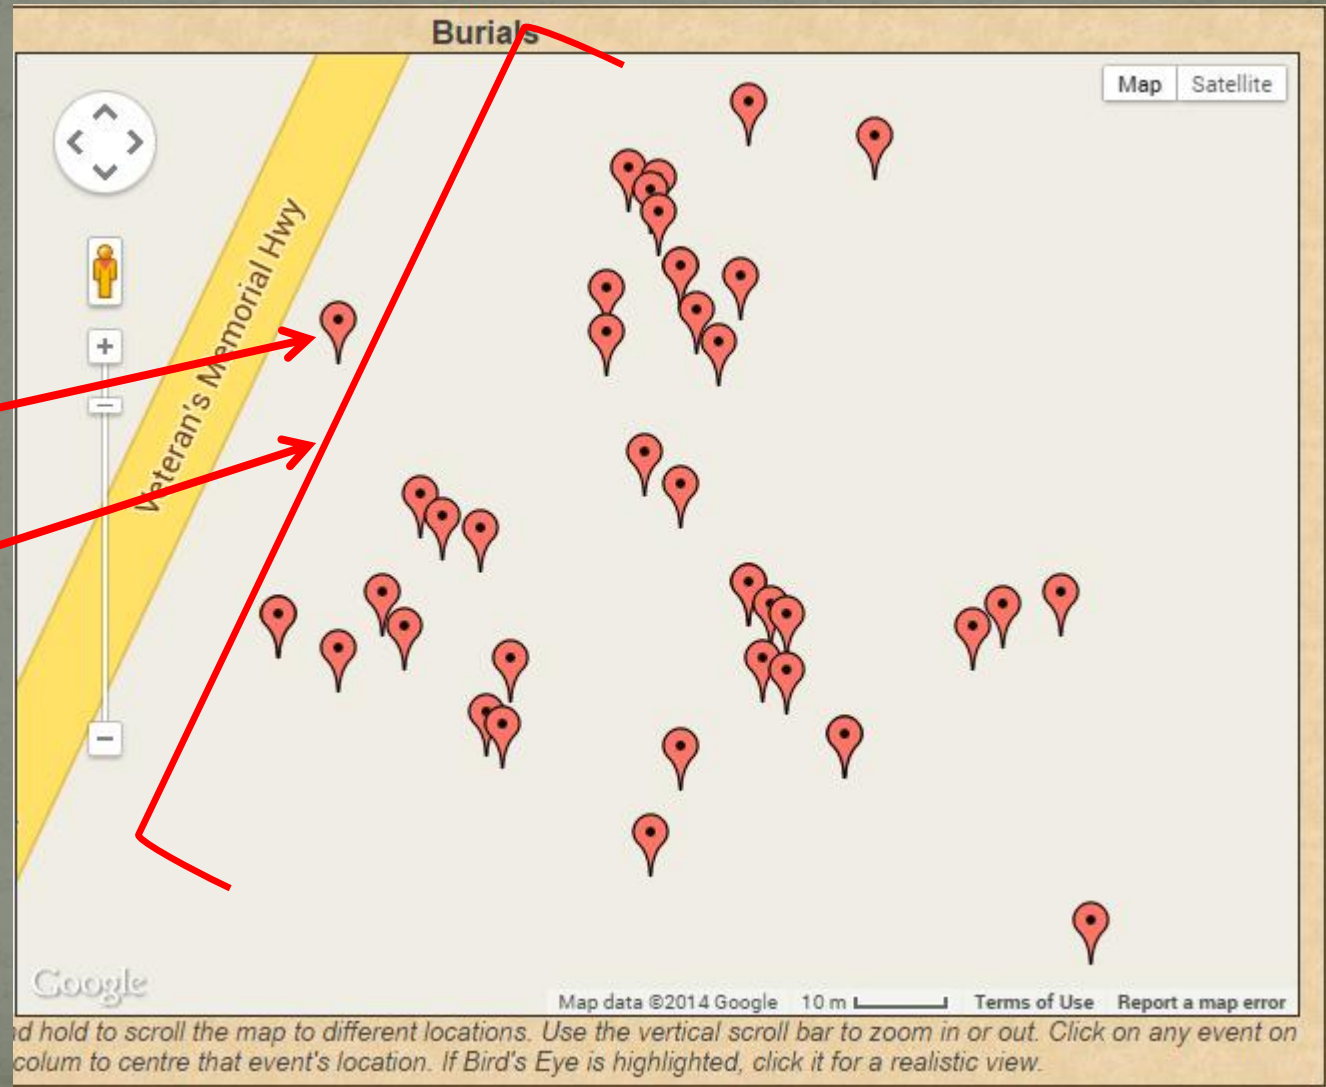 Burials
Map Satellite
Veteran's Memorial Hwy
+
−
Google
Map data ©2014 Google 10 m Terms of Use Report a map error
d hold to scroll the map to different locations. Use the vertical scroll bar to zoom in or out. Click on any event on
colum to centre that event's location. If Bird's Eye is highlighted, click it for a realistic view.